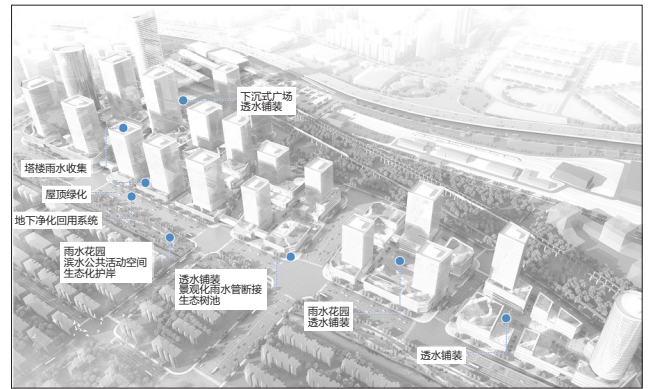 下沉式广场
透水铺装
塔楼雨水收集
屋顶绿化
地下净化回用系统
雨水花园
滨水公共活动空间
生态化护岸
透水铺装
景观化雨水管断接
生态树池
雨水花园
透水铺装
透水铺装